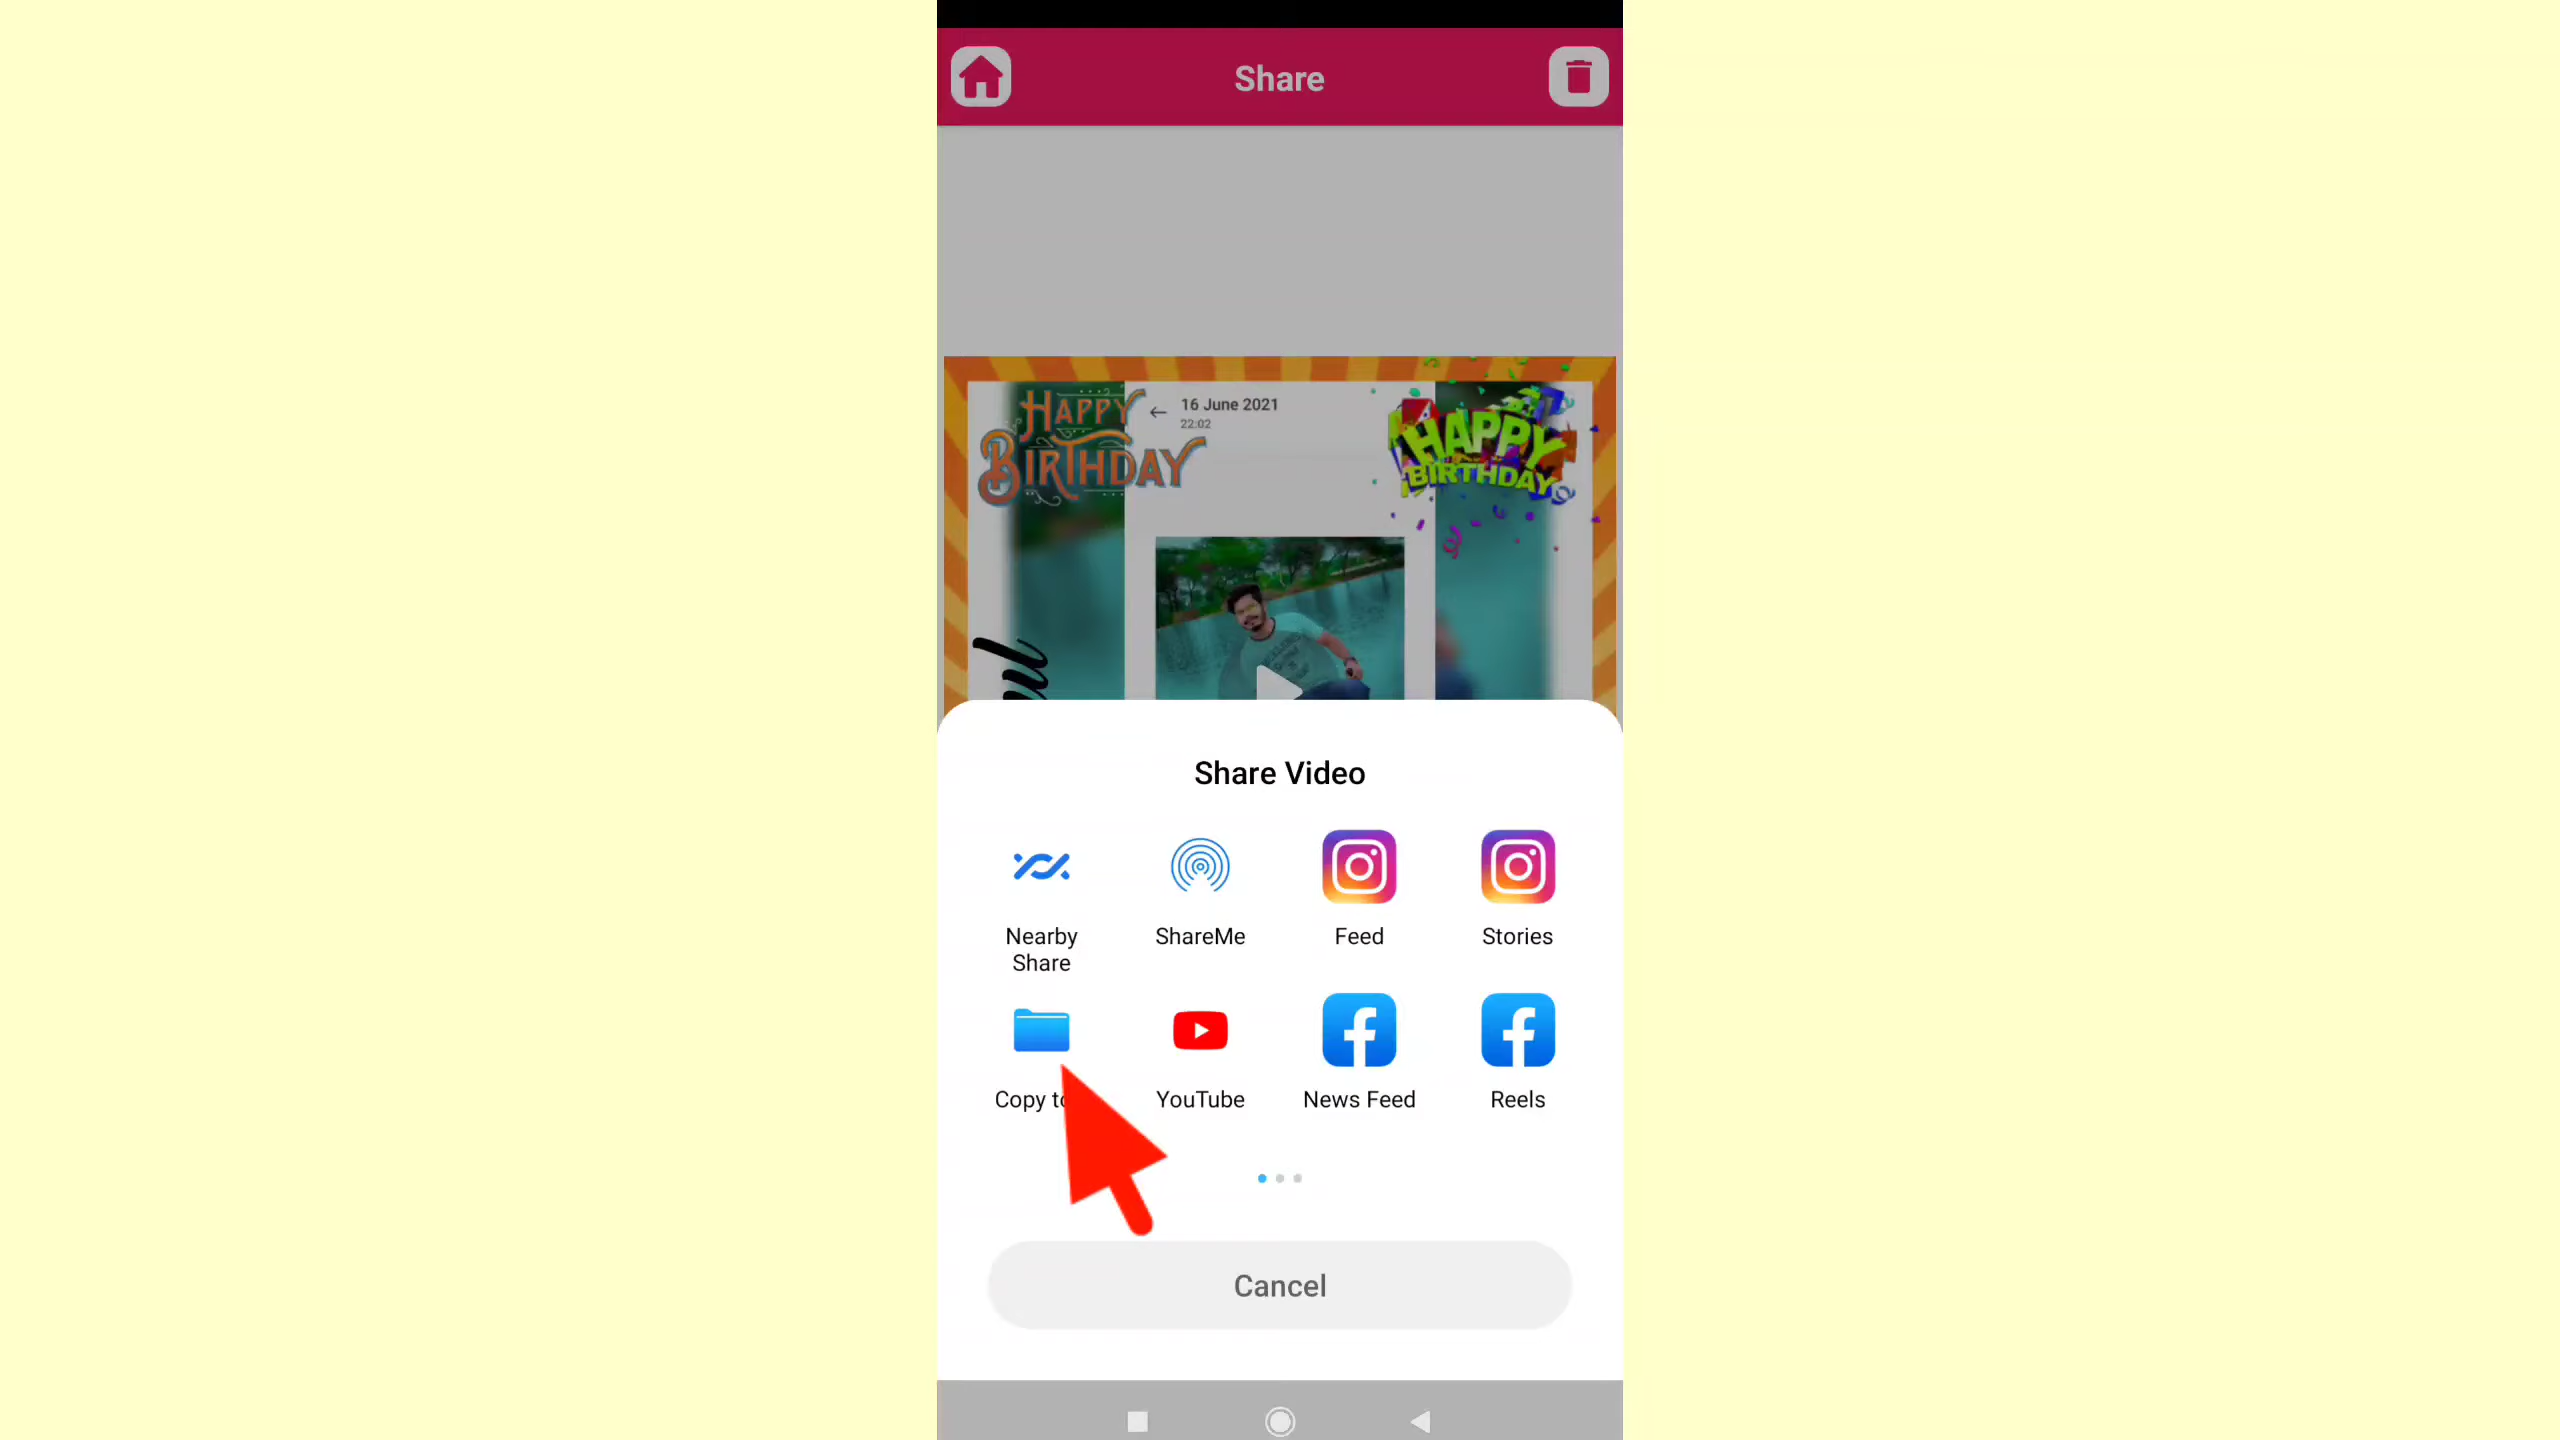 Share
HAPPY
BIRTHDAY
16 June 2021
22:02
HAPPY
BIRTHDAY
Share Video
Nearby
Share
ShareMe
Feed
Stories
Copy
YouTube
News Feed
Reels
Cancel